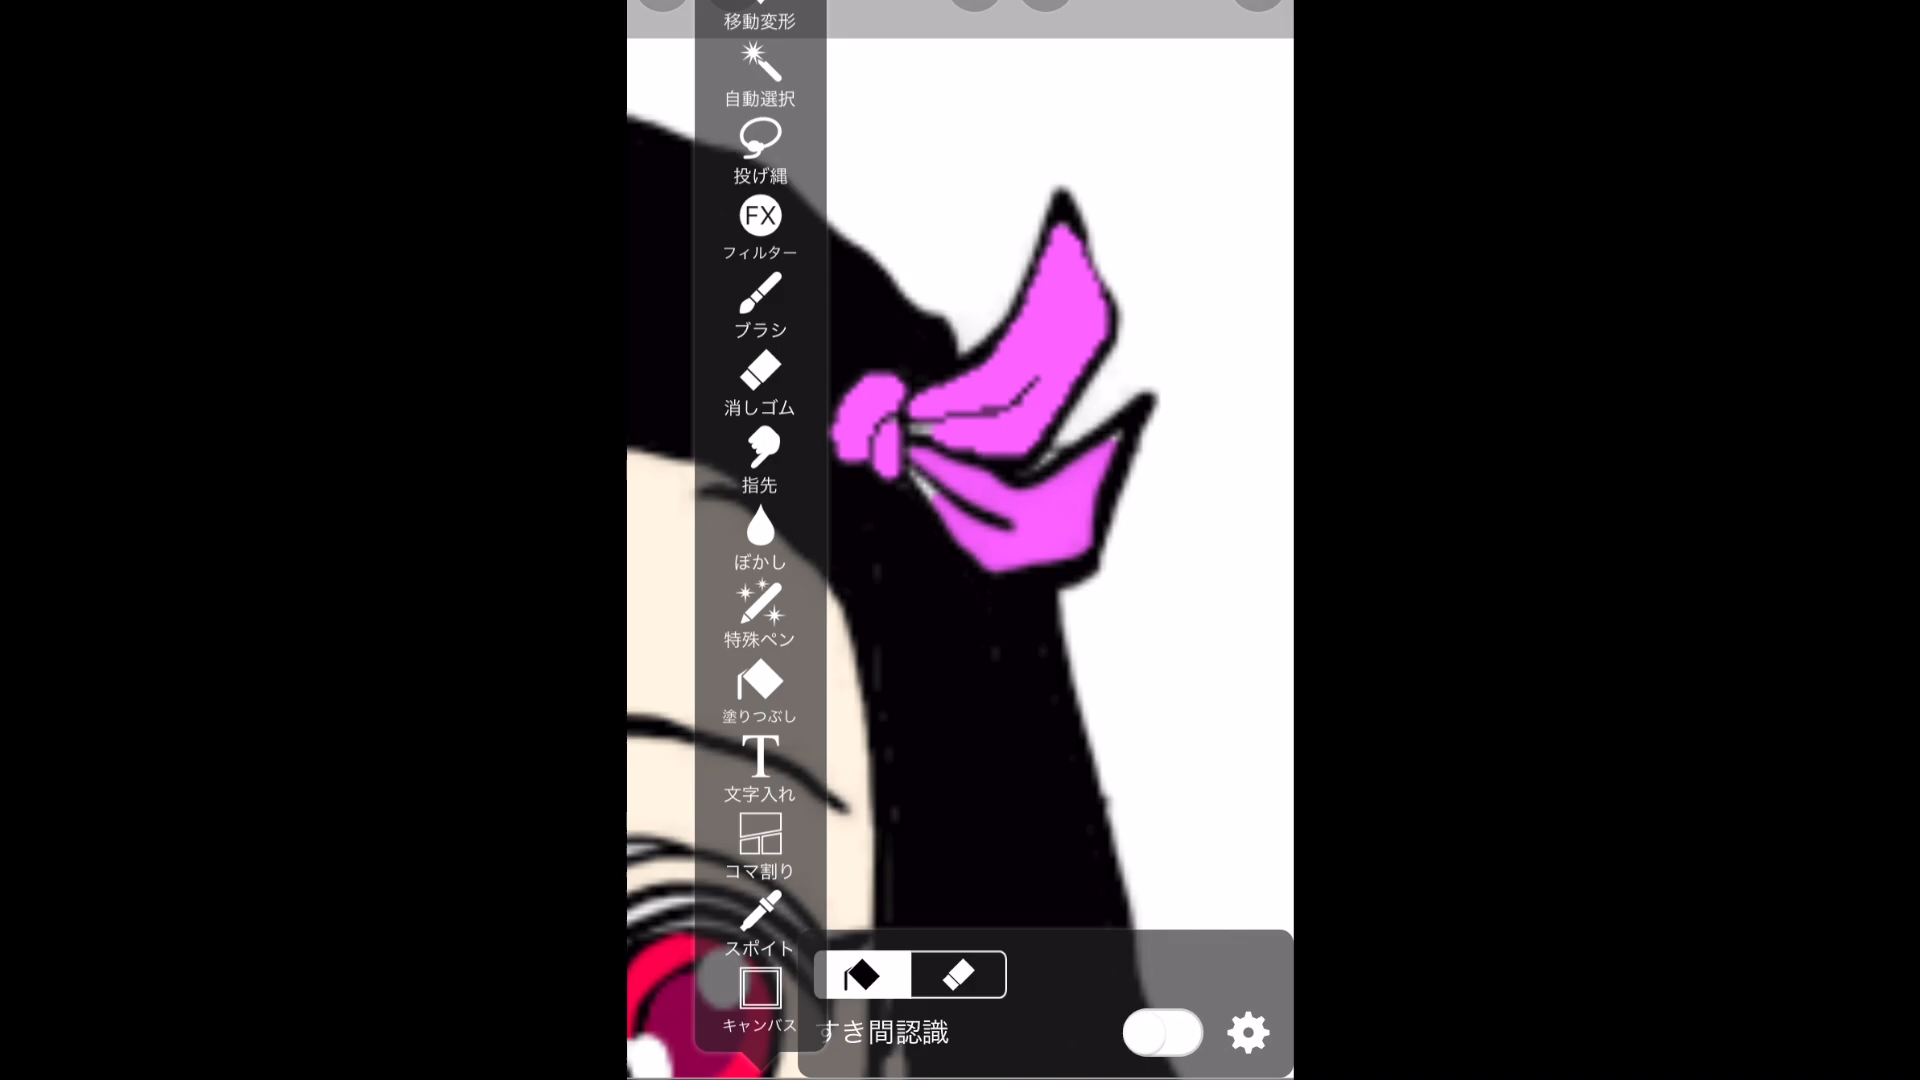 移動変形
自動選択
投げ縄
FX
フィルター
ブラシ
消しゴム
指先
ぼかし
特殊ペン
塗りつぶし
T
文字入れ
コマ割り
スポイト
キャンバス
すき間認識